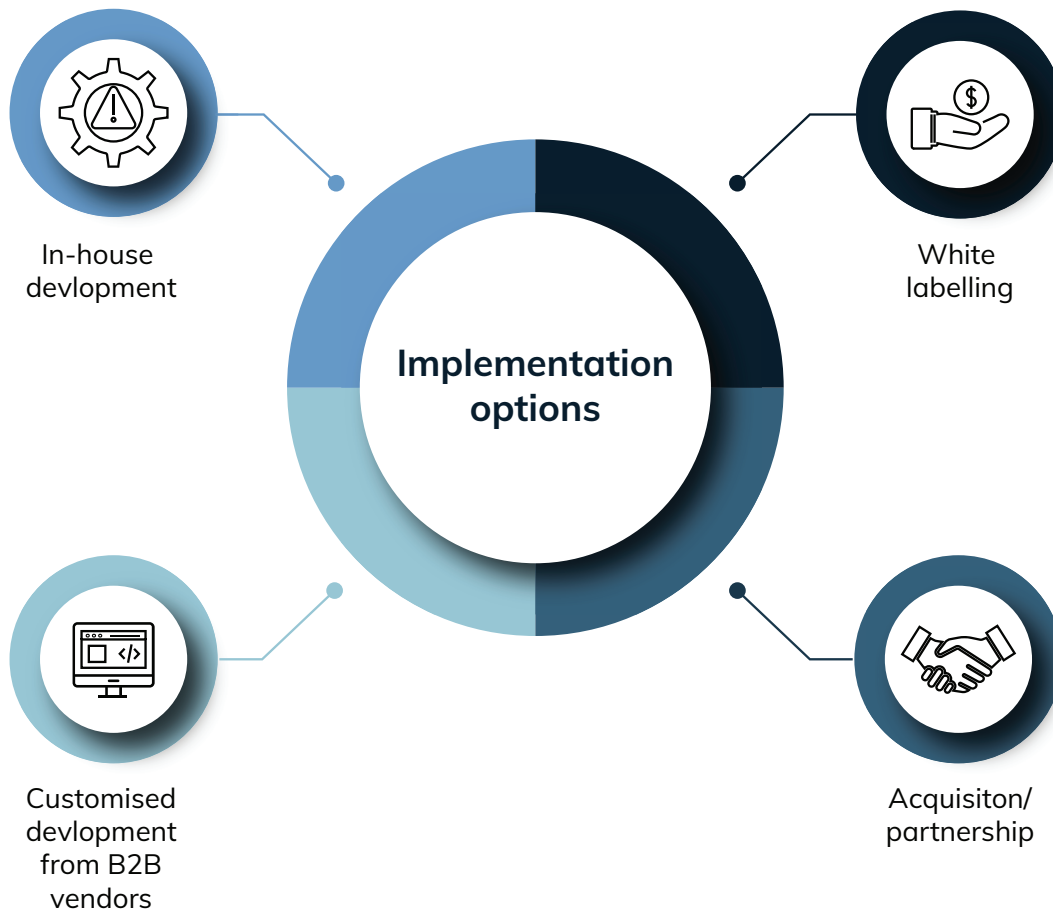 In-house
devlopment
White
labelling
Implementation
options
Customised
devlopment
from B2B
vendors
Acquisiton/
partnership